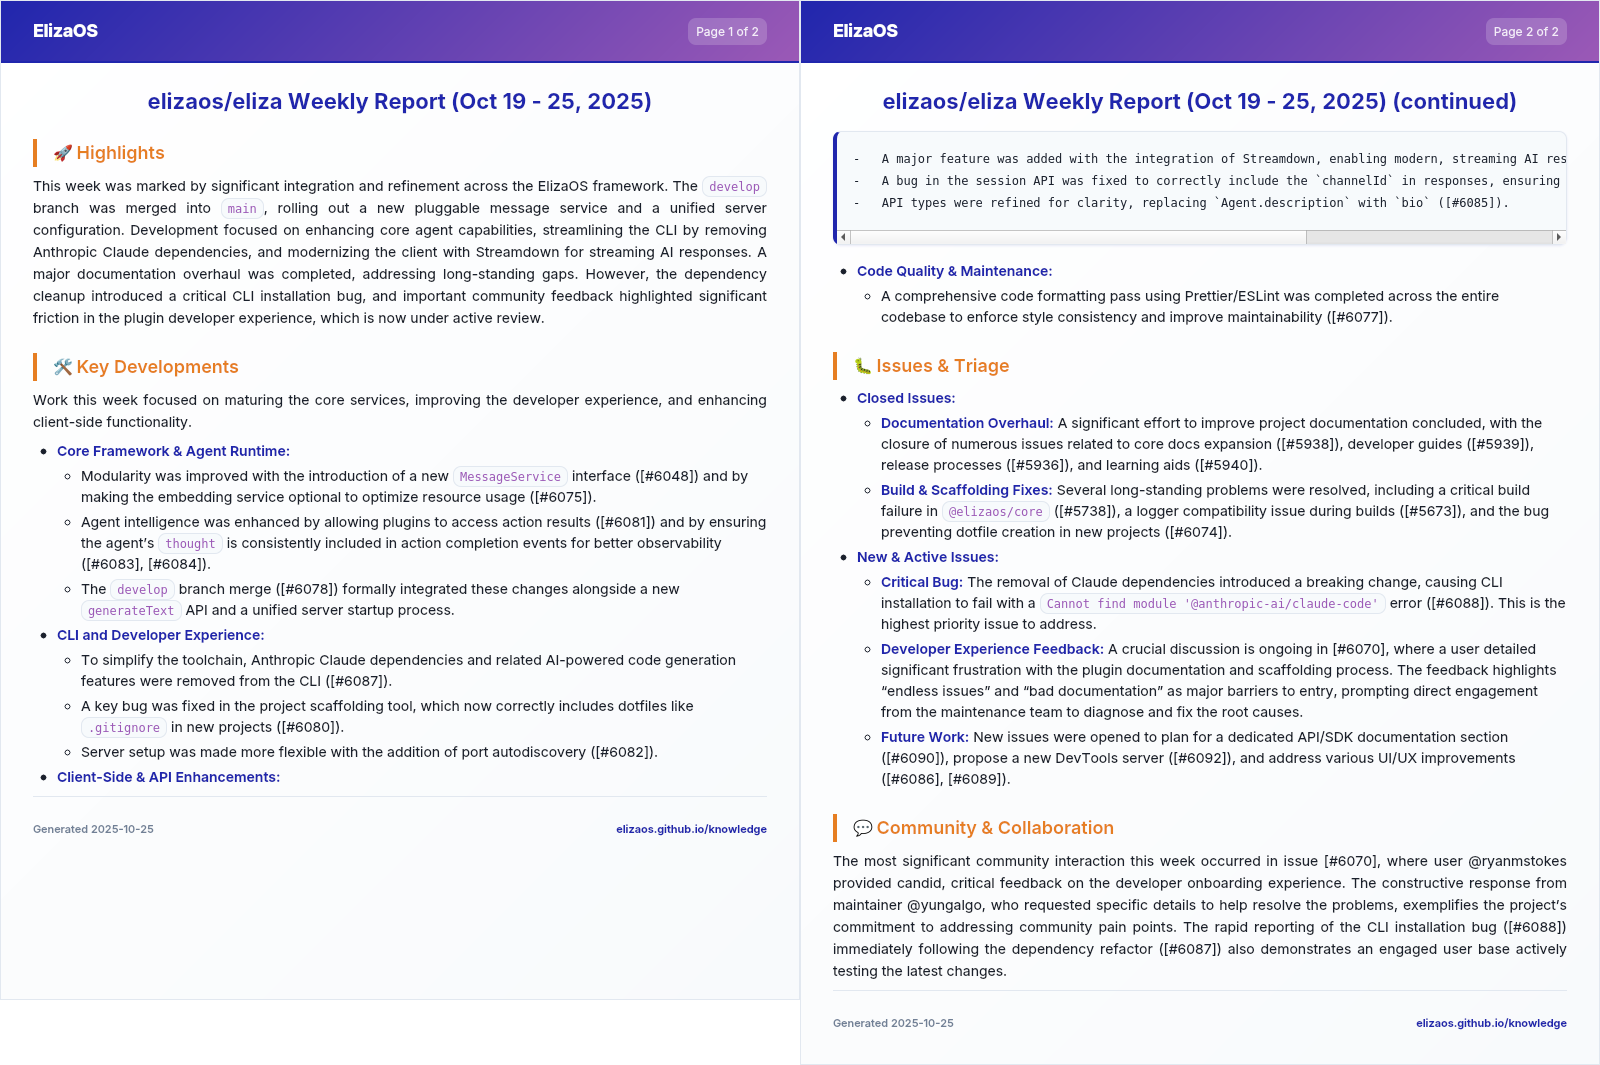 ElizaOS
Page 1 of 2
elizaos/eliza Weekly Report (Oct 19 - 25, 2025)
🚀 Highlights
This week was marked by significant integration and refinement across the ElizaOS framework. The develop
branch was merged into main, rolling out a new pluggable message service and a unified server
configuration. Development focused on enhancing core agent capabilities, streamlining the CLI by removing
Anthropic Claude dependencies, and modernizing the client with Streamdown for streaming AI responses. A
major documentation overhaul was completed, addressing long-standing gaps. However, the dependency
cleanup introduced a critical CLI installation bug, and important community feedback highlighted significant
friction in the plugin developer experience, which is now under active review.
🛠️ Key Developments
Work this week focused on maturing the core services, improving the developer experience, and enhancing
client-side functionality.
• Core Framework & Agent Runtime:
◦ Modularity was improved with the introduction of a new MessageService interface ([#6048]) and by
making the embedding service optional to optimize resource usage ([#6075]).
◦ Agent intelligence was enhanced by allowing plugins to access action results ([#6081]) and by ensuring
the agent’s thought is consistently included in action completion events for better observability
([#6083], [#6084]).
◦ The develop branch merge ([#6078]) formally integrated these changes alongside a new
generateText API and a unified server startup process.
• CLI and Developer Experience:
◦ To simplify the toolchain, Anthropic Claude dependencies and related AI-powered code generation
features were removed from the CLI ([#6087]).
◦ A key bug was fixed in the project scaffolding tool, which now correctly includes dotfiles like
.gitignore in new projects ([#6080]).
◦ Server setup was made more flexible with the addition of port autodiscovery ([#6082]).
• Client-Side & API Enhancements:
Generated 2025-10-25
elizaos.github.io/knowledge
ElizaOS
Page 2 of 2
elizaos/eliza Weekly Report (Oct 19 - 25, 2025) (continued)
- A major feature was added with the integration of Streamdown, enabling modern, streaming AI res
- A bug in the session API was fixed to correctly include the `channelId` in responses, ensuring
- API types were refined for clarity, replacing `Agent.description` with `bio` ([#6085]).
• Code Quality & Maintenance:
◦ A comprehensive code formatting pass using Prettier/ESLint was completed across the entire
codebase to enforce style consistency and improve maintainability ([#6077]).
🐛 Issues & Triage
• Closed Issues:
◦ Documentation Overhaul: A significant effort to improve project documentation concluded, with the
closure of numerous issues related to core docs expansion ([#5938]), developer guides ([#5939]),
release processes ([#5936]), and learning aids ([#5940]).
◦ Build & Scaffolding Fixes: Several long-standing problems were resolved, including a critical build
failure in @elizaos/core ([#5738]), a logger compatibility issue during builds ([#5673]), and the bug
preventing dotfile creation in new projects ([#6074]).
• New & Active Issues:
◦ Critical Bug: The removal of Claude dependencies introduced a breaking change, causing CLI
installation to fail with a Cannot find module '@anthropic-ai/claude-code' error ([#6088]). This is the
highest priority issue to address.
◦ Developer Experience Feedback: A crucial discussion is ongoing in [#6070], where a user detailed
significant frustration with the plugin documentation and scaffolding process. The feedback highlights
“endless issues” and “bad documentation” as major barriers to entry, prompting direct engagement
from the maintenance team to diagnose and fix the root causes.
◦ Future Work: New issues were opened to plan for a dedicated API/SDK documentation section
([#6090]), propose a new DevTools server ([#6092]), and address various UI/UX improvements
([#6086], [#6089]).
💬 Community & Collaboration
The most significant community interaction this week occurred in issue [#6070], where user @ryanmstokes
provided candid, critical feedback on the developer onboarding experience. The constructive response from
maintainer @yungalgo, who requested specific details to help resolve the problems, exemplifies the project’s
commitment to addressing community pain points. The rapid reporting of the CLI installation bug ([#6088])
immediately following the dependency refactor ([#6087]) also demonstrates an engaged user base actively
testing the latest changes.
Generated 2025-10-25
elizaos.github.io/knowledge